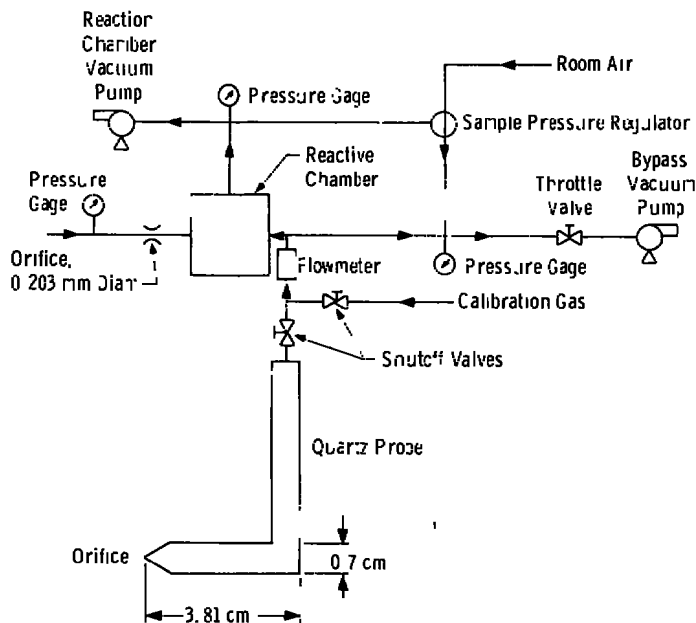 Reaction
Chamber
Vacuum
Pump
Pressure Gage
Room Air
Sample Pressure Regulator
Reactive
Chamber
Pressure
Gage
Throttle
Valve
Bypass
Vacuum
Pump
Orifice,
0.203 mm Diam
Flowmeter
Pressure Gage
Calibration Gas
Shutoff Valves
Quartz Probe
Orifice
0.7 cm
3.81 cm